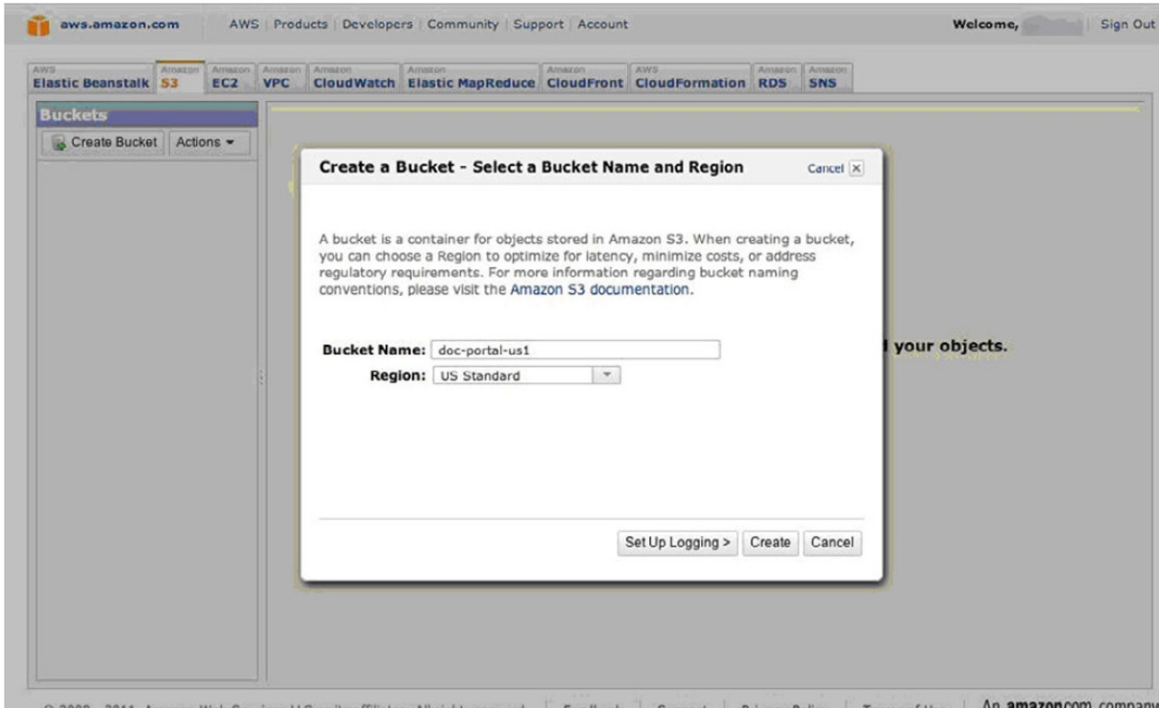 aws.amazon.com
AWS | Products | Developers | Community | Support | Account
Welcome,
Sign Out
AWS
Elastic Beanstalk
Amazon
S3
Amazon
EC2
Amazon
VPC
Amazon
CloudWatch
Amazon
Elastic MapReduce
Amazon
CloudFront
AWS
CloudFormation
Amazon
RDS
Amazon
SNS
Buckets
Create Bucket
Actions
Create a Bucket - Select a Bucket Name and Region
Cancel
A bucket is a container for objects stored in Amazon S3. When creating a bucket,
you can choose a Region to optimize for latency, minimize costs, or address
regulatory requirements. For more information regarding bucket naming
conventions, please visit the Amazon S3 documentation.
Bucket Name: doc-portal-us1
Region: US Standard
your objects.
Set Up Logging >
Create
Cancel
An amazon.com company